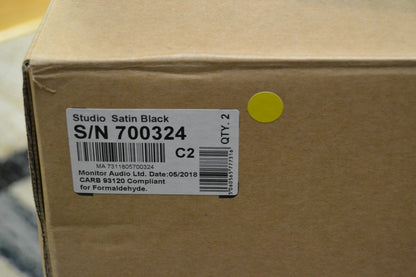 Studio Satin Black
S/N 700324
C2
MA 7311805700324
Monitor Audio Ltd. Date:05/2018
CARB 93120 Compliant
for Formaldehyde.
QTY. 2